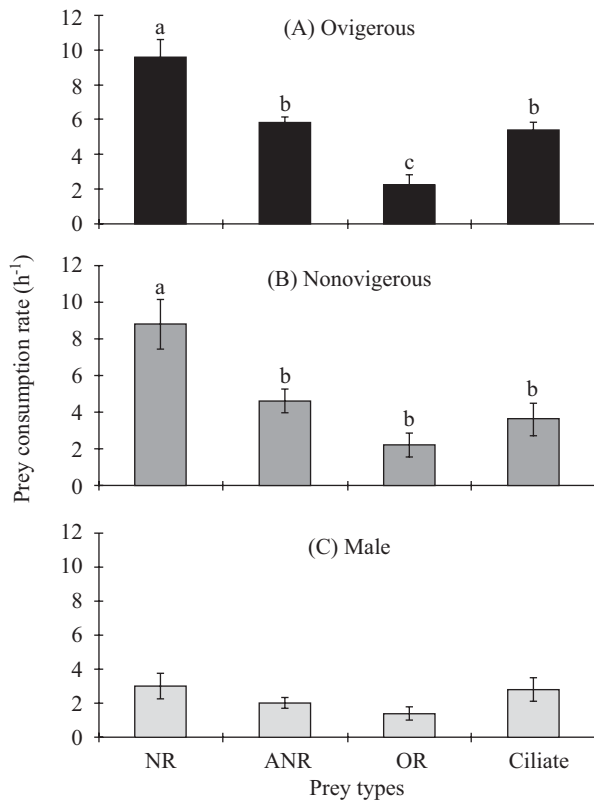 (A) Ovigerous
12
10
8
6
4
2
0
a
b
c
b
Prey consumption rate (h-1)
(B) Nonovigerous
12
10
8
6
4
2
0
a
b
b
b
(C) Male
12
10
8
6
4
2
0
NR ANR OR Ciliate
Prey types